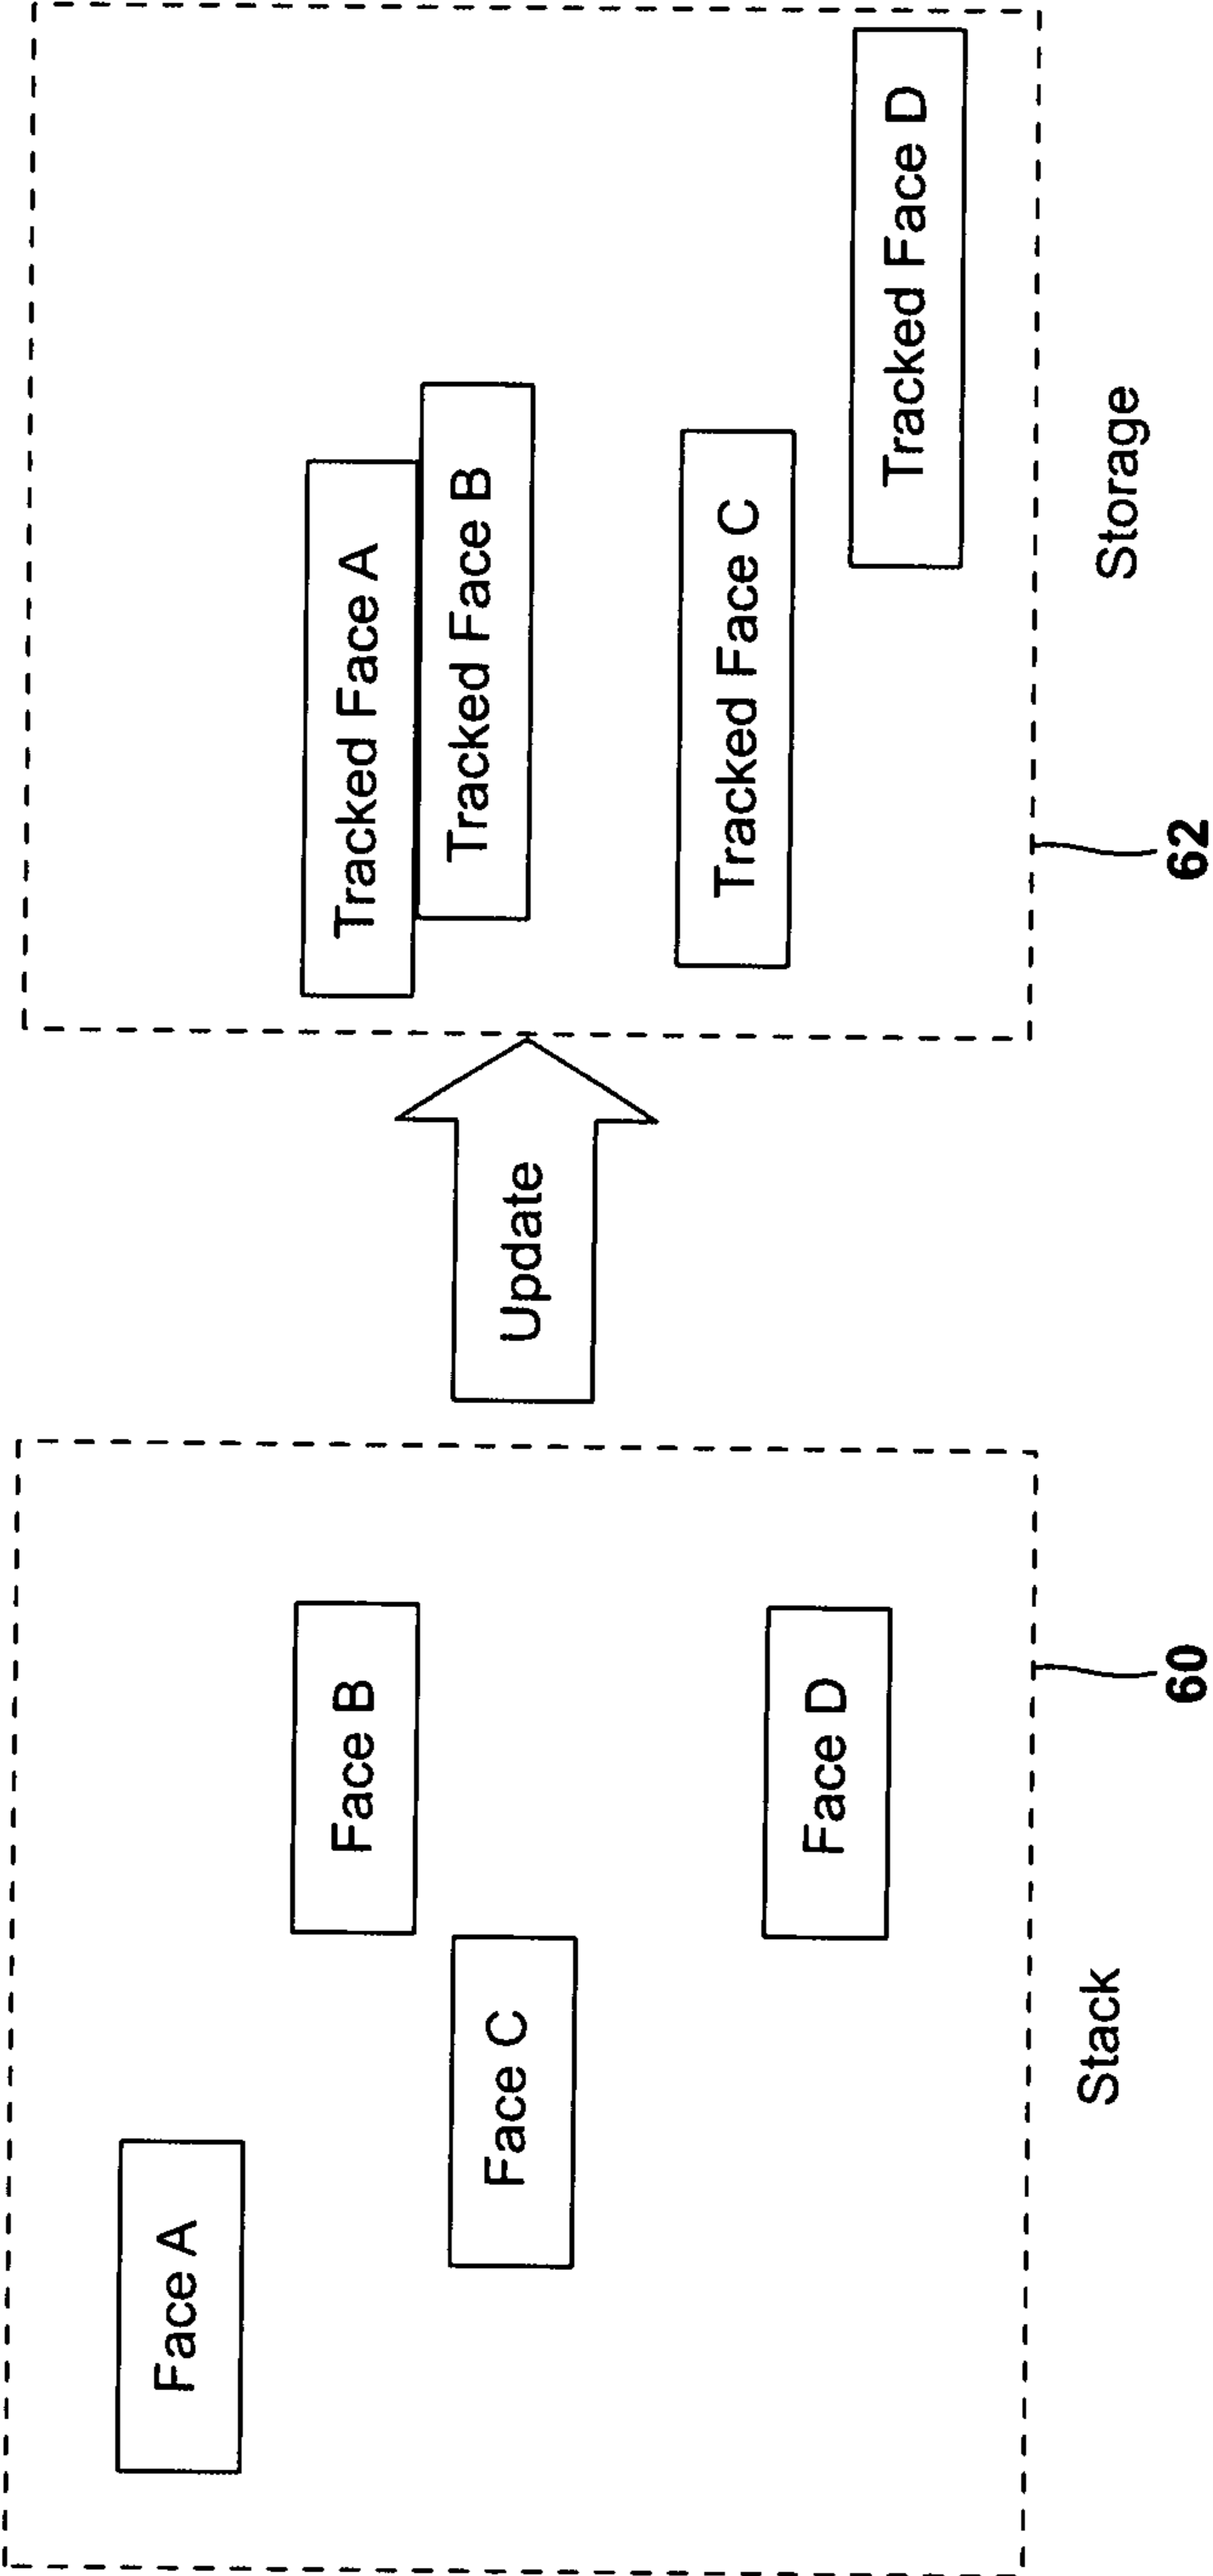 Face A
Face B
Face C
Face D
Stack
60
Update
Tracked Face A
Tracked Face B
Tracked Face C
Tracked Face D
Storage
62